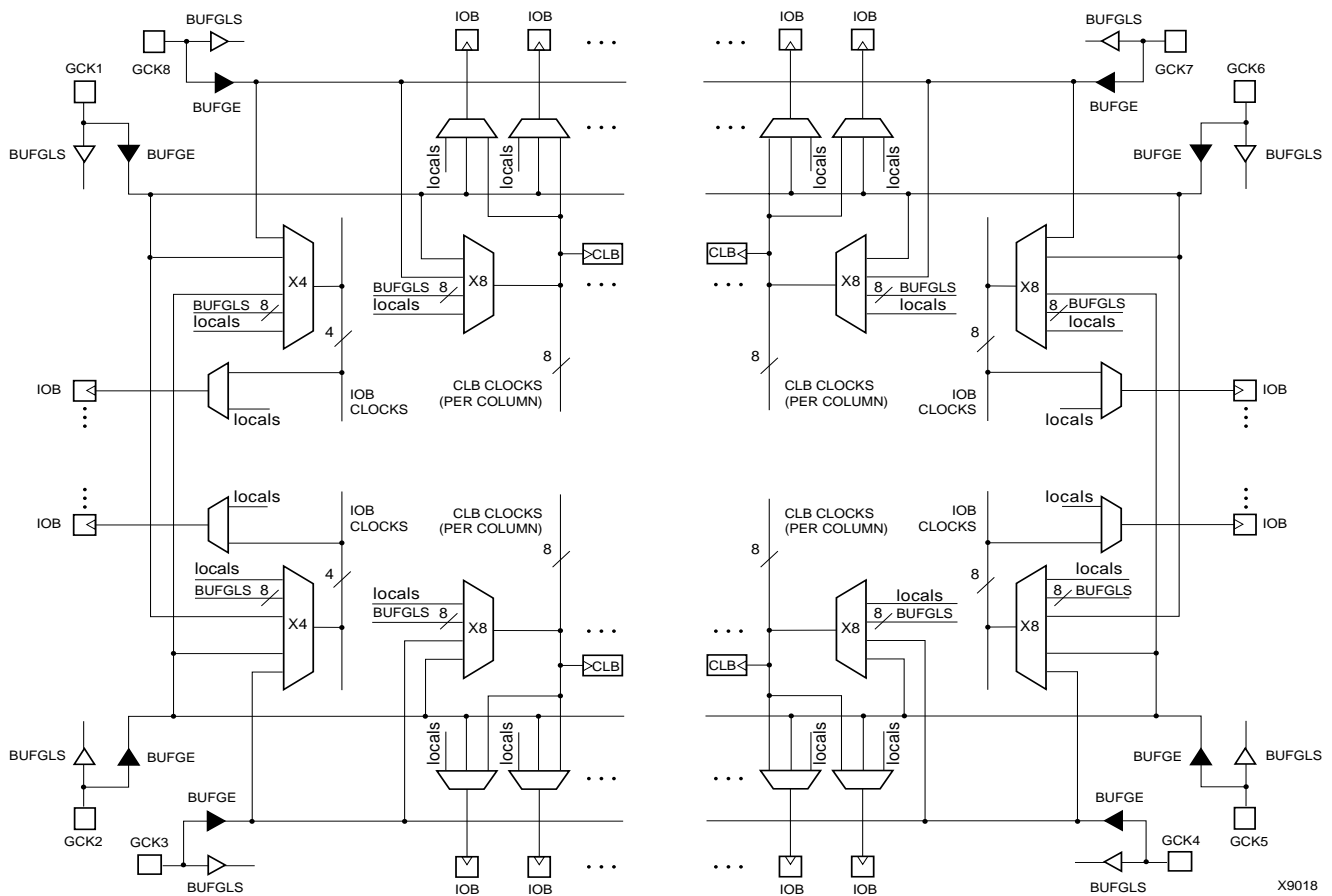 BUFGLS
IOB
IOB
BUFGLS
GCK8
GCK7
GCK1
GCK6
BUFGE
BUFGE
BUFGLS
BUFGE
BUFGE
BUFGLS
locals
locals
locals
locals
X4
X8
CLB
CLB
X8
X8
BUFGLS 8
locals
BUFGLS 8
locals
8 BUFGLS
locals
8 BUFGLS
locals
4
8
8
8
IOB
IOB
CLOCKS
CLB CLOCKS
(PER COLUMN)
CLB CLOCKS
(PER COLUMN)
IOB
CLOCKS
IOB
locals
locals
locals
locals
IOB
IOB
CLOCKS
CLB CLOCKS
(PER COLUMN)
CLB CLOCKS
(PER COLUMN)
IOB
CLOCKS
IOB
4
8
8
8
locals
BUFGLS 8
locals
BUFGLS 8
locals
8 BUFGLS
locals
8 BUFGLS
X4
X8
X8
X8
CLB
CLB
locals
locals
locals
locals
BUFGLS
BUFGE
BUFGE
BUFGLS
BUFGE
BUFGE
GCK2
GCK3
GCK4
GCK5
BUFGLS
IOB
IOB
IOB
IOB
BUFGLS
IOB
IOB
X9018